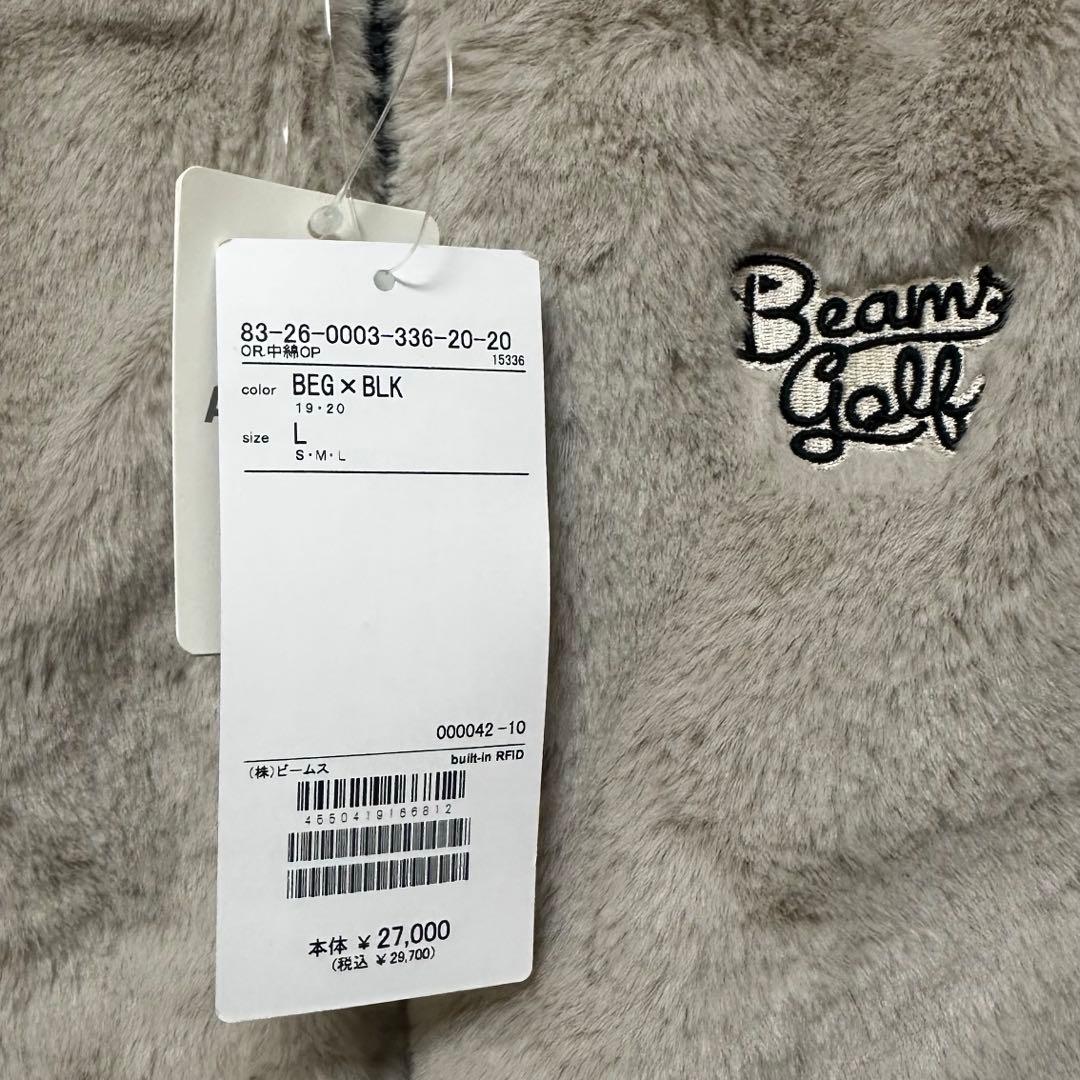 83-26-0003-336-20-20
OR.中綿OP 15336
color BEG×BLK
19・20
size L
S・M・L
000042-10
built-in RFID
(株)ビームス
4550419166812
本体 ¥27,000
(税込 ¥29,700)
Beams
Golf